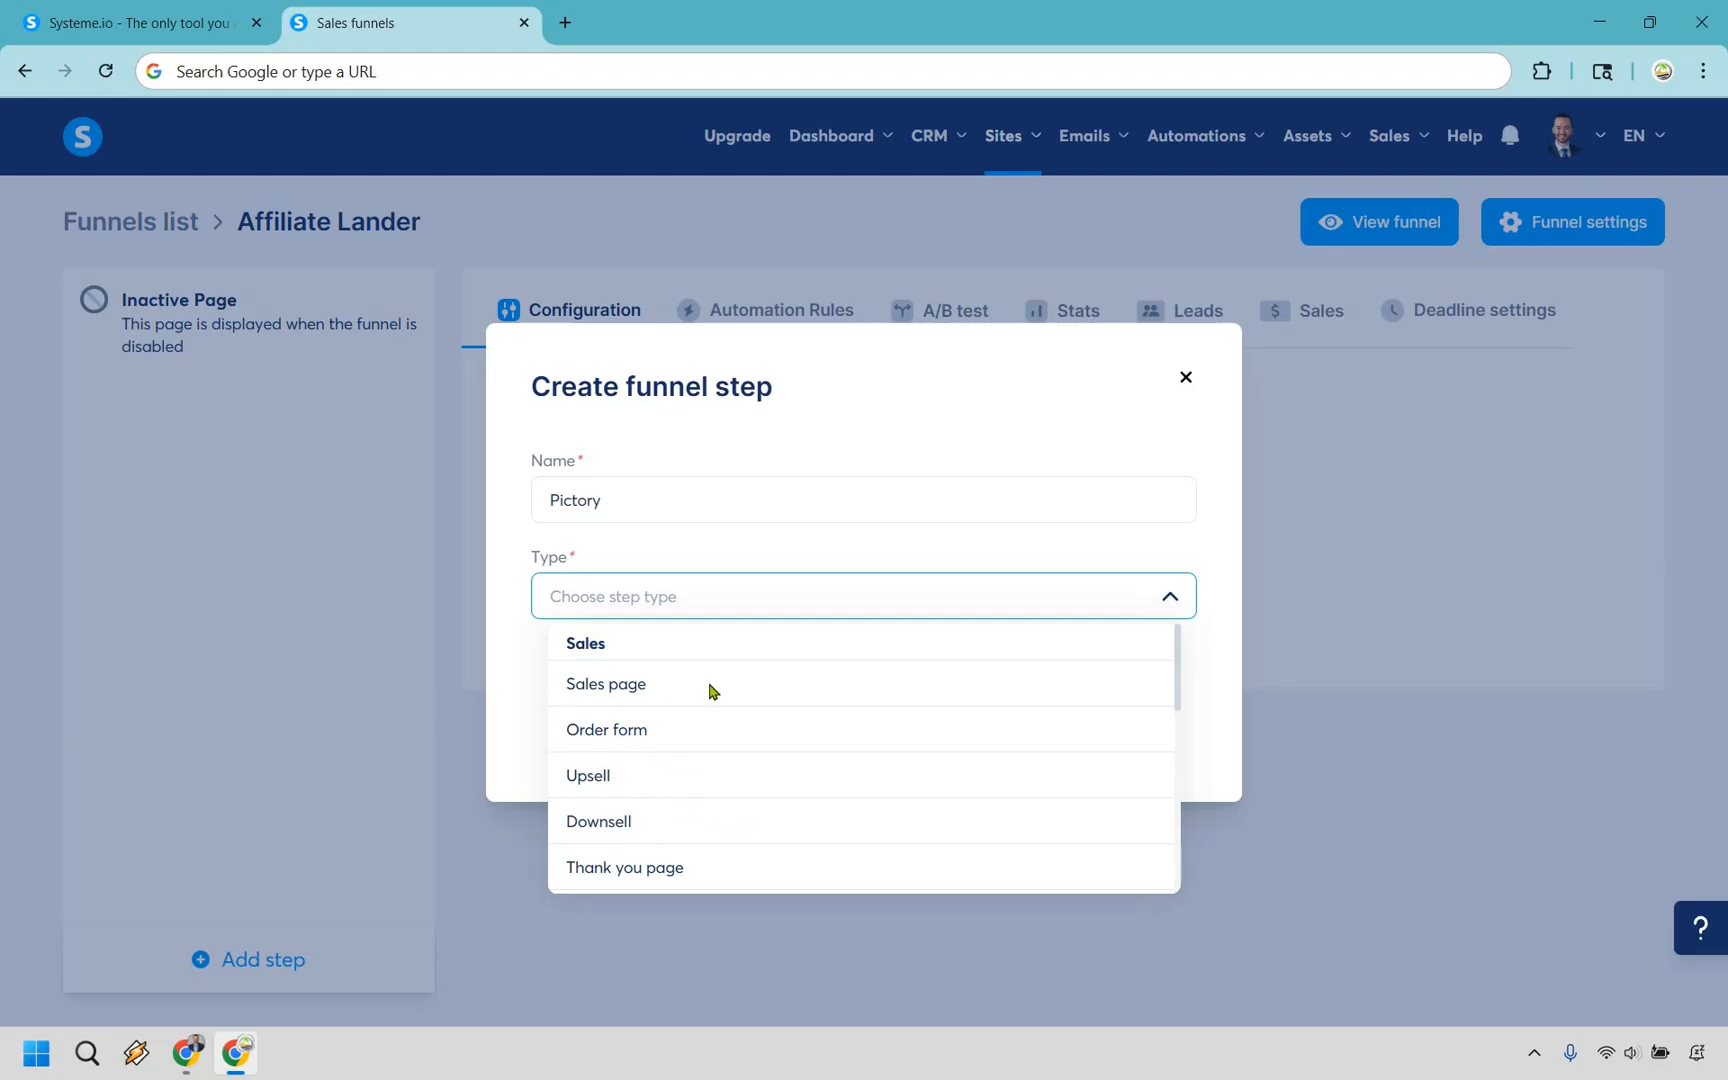 Systeme.io - The only tool you
Sales funnels
Search Google or type a URL
S
Upgrade
Dashboard
CRM
Sites
Emails
Automations
Assets
Sales
Help
EN
Funnels list > Affiliate Lander
View funnel
Funnel settings
Inactive Page
This page is displayed when the funnel is
disabled
Configuration
Automation Rules
A/B test
Stats
Leads
Sales
Deadline settings
Create funnel step
Name*
Pictory
Type*
Choose step type
Sales
Sales page
Order form
Upsell
Downsell
Thank you page
Add step
?